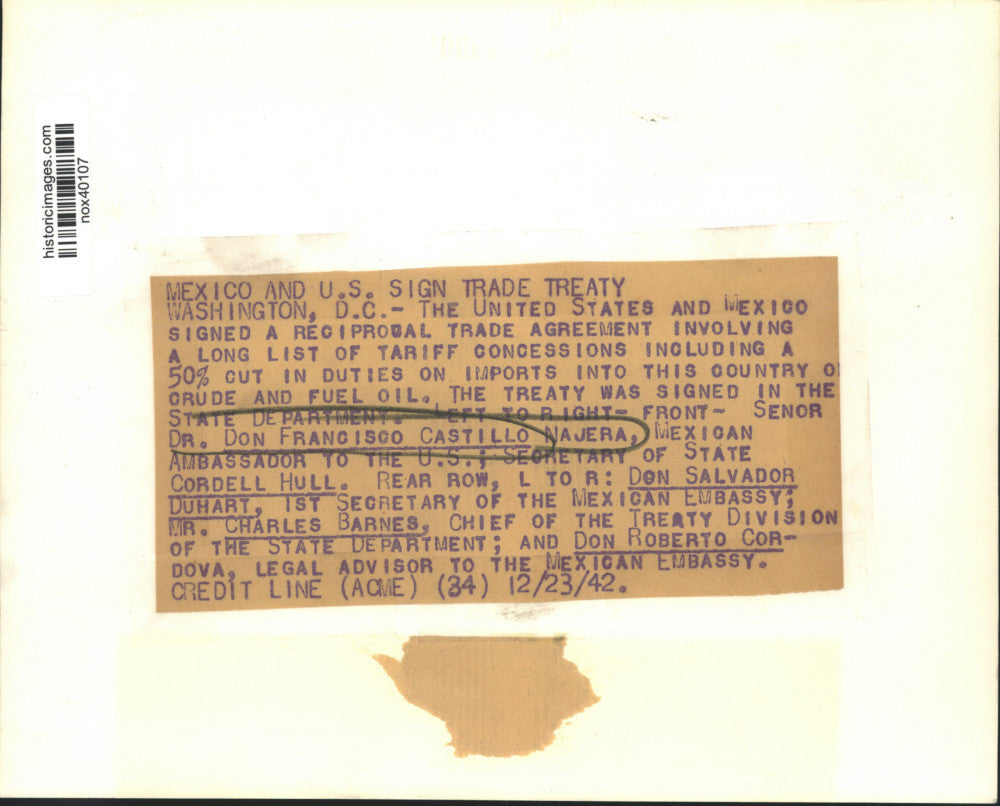 historicimages.com
nox40107
MEXICO AND U.S. SIGN TRADE TREATY
WASHINGTON, D.C.- THE UNITED STATES AND MEXICO
SIGNED A RECIPROCAL TRADE AGREEMENT INVOLVING
A LONG LIST OF TARIFF CONCESSIONS INCLUDING A
50% CUT IN DUTIES ON IMPORTS INTO THIS COUNTRY O
CRUDE AND FUEL OIL. THE TREATY WAS SIGNED IN THE
STATE DEPARTMENT. LEFT TO RIGHT- FRONT- SENOR
DR. DON FRANCISCO CASTILLO NAJERA, MEXICAN
AMBASSADOR TO THE U.S.; SECRETARY OF STATE
CORDELL HULL. REAR ROW, L TO R: DON SALVADOR
DUHART, 1ST SECRETARY OF THE MEXICAN EMBASSY;
MR. CHARLES BARNES, CHIEF OF THE TREATY DIVISION
OF THE STATE DEPARTMENT; AND DON ROBERTO COR-
DOVA, LEGAL ADVISOR TO THE MEXICAN EMBASSY.
CREDIT LINE (ACME) (34) 12/23/42.